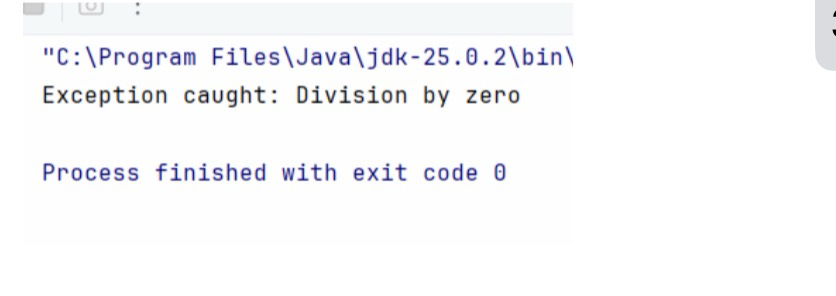 "C:\Program Files\Java\jdk-25.0.2\bin\
Exception caught: Division by zero
Process finished with exit code 0